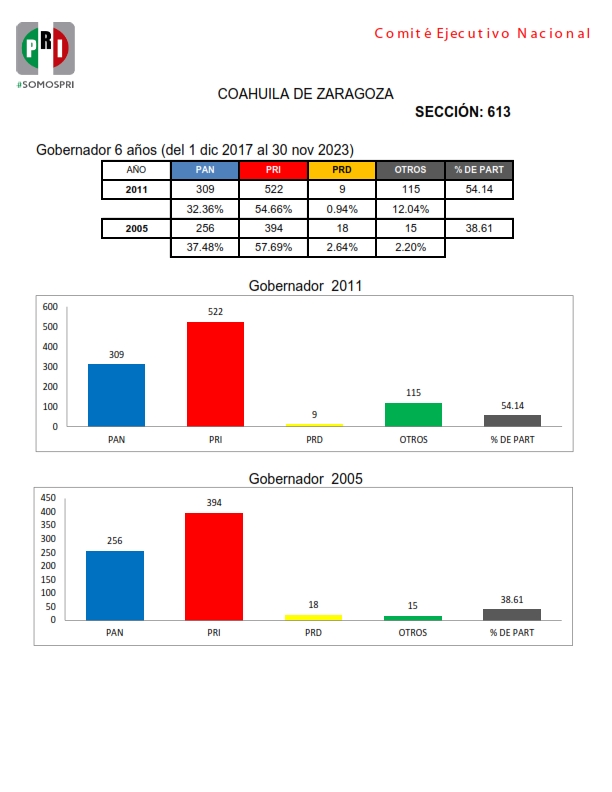 Comité Ejecutivo Nacional
PRI
#SOMOSPRI
COAHUILA DE ZARAGOZA
SECCIÓN: 613
Gobernador 6 años (del 1 dic 2017 al 30 nov 2023)
AÑO PAN PRI PRD OTROS % DE PART
2011 309 522 9 115 54.14
32.36% 54.66% 0.94% 12.04%
2005 256 394 18 15 38.61
37.48% 57.69% 2.64% 2.20%
Gobernador 2011
600
500
400
300
200
100
0
309
522
9
115
54.14
PAN PRI PRD OTROS % DE PART
Gobernador 2005
450
400
350
300
250
200
150
100
50
0
256
394
18
15
38.61
PAN PRI PRD OTROS % DE PART